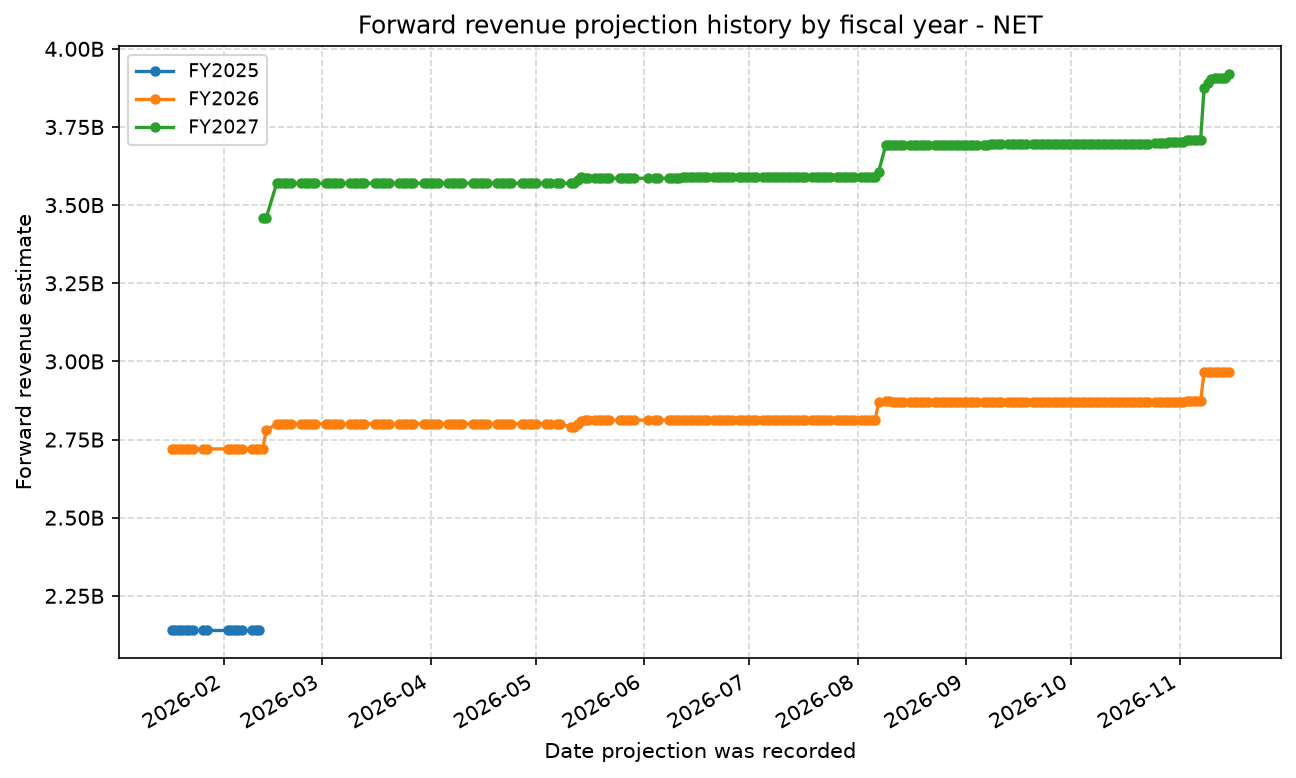 Forward revenue projection history by fiscal year - NET
FY2025
FY2026
FY2027
Forward revenue estimate
4.00B
3.75B
3.50B
3.25B
3.00B
2.75B
2.50B
2.25B
2026-02
2026-03
2026-04
2026-05
2026-06
2026-07
2026-08
2026-09
2026-10
2026-11
Date projection was recorded